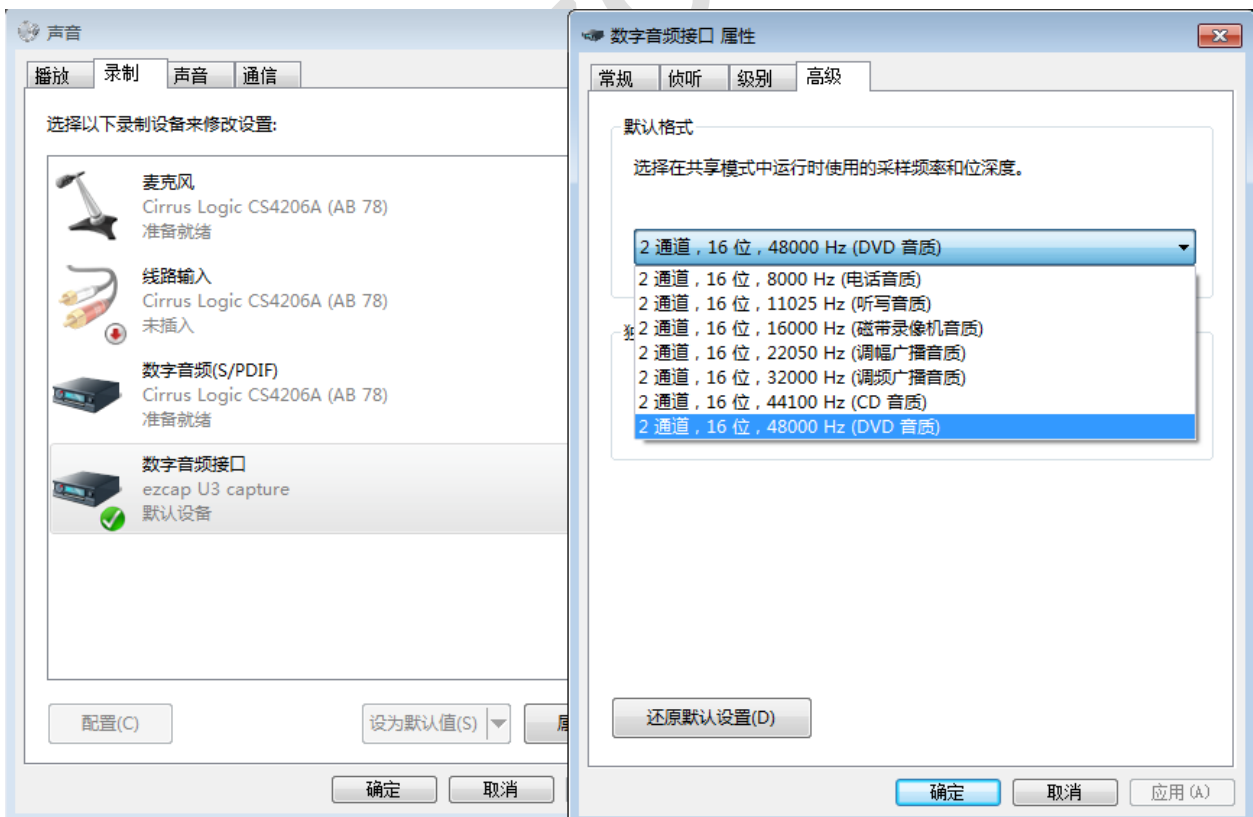 声音
播放 录制 声音 通信
选择以下录制设备来修改设置:
麦克风
Cirrus Logic CS4206A (AB 78)
准备就绪
线路输入
Cirrus Logic CS4206A (AB 78)
未插入
数字音频(S/PDIF)
Cirrus Logic CS4206A (AB 78)
准备就绪
数字音频接口
ezcap U3 capture
默认设备
配置(C) 设为默认值(S)
确定 取消
数字音频接口 属性
常规 侦听 级别 高级
默认格式
选择在共享模式中运行时使用的采样频率和位深度。
2 通道，16 位，48000 Hz (DVD 音质)
2 通道，16 位，8000 Hz (电话音质)
2 通道，16 位，11025 Hz (听写音质)
2 通道，16 位，16000 Hz (磁带录像机音质)
2 通道，16 位，22050 Hz (调幅广播音质)
2 通道，16 位，32000 Hz (调频广播音质)
2 通道，16 位，44100 Hz (CD 音质)
2 通道，16 位，48000 Hz (DVD 音质)
还原默认设置(D)
确定 取消 应用(A)